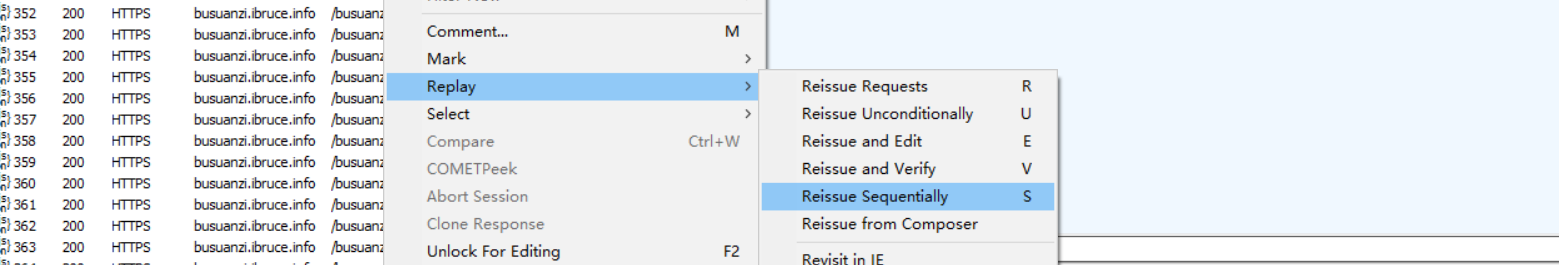 352 200 HTTPS busuanzi.ibruce.info /busuanz
353 200 HTTPS busuanzi.ibruce.info /busuanz
354 200 HTTPS busuanzi.ibruce.info /busuanz
355 200 HTTPS busuanzi.ibruce.info /busuanz
356 200 HTTPS busuanzi.ibruce.info /busuanz
357 200 HTTPS busuanzi.ibruce.info /busuanz
358 200 HTTPS busuanzi.ibruce.info /busuanz
359 200 HTTPS busuanzi.ibruce.info /busuanz
360 200 HTTPS busuanzi.ibruce.info /busuanz
361 200 HTTPS busuanzi.ibruce.info /busuanz
362 200 HTTPS busuanzi.ibruce.info /busuanz
363 200 HTTPS busuanzi.ibruce.info /busuanz
Comment... M
Mark >
Replay >
Select >
Compare Ctrl+W
COMETPeek
Abort Session
Clone Response
Unlock For Editing F2
Reissue Requests R
Reissue Unconditionally U
Reissue and Edit E
Reissue and Verify V
Reissue Sequentially S
Reissue from Composer
Revisit in IE